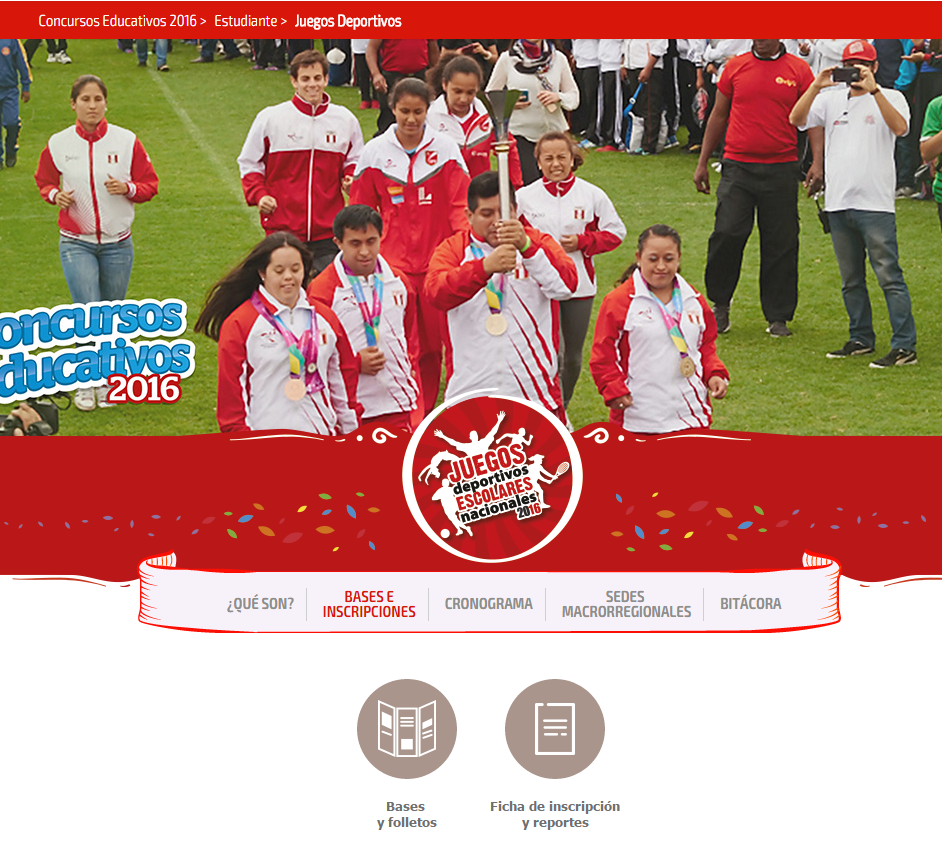 Concursos Educativos 2016 > Estudiante > Juegos Deportivos
oncursos
ducativos
2016
JUEGOS
deportivos
ESCOLARES
nacionales
2016
¿QUÉ SON?
BASES E
INSCRIPCIONES
CRONOGRAMA
SEDES
MACRORREGIONALES
BITÁCORA
Bases
y folletos
Ficha de inscripción
y reportes